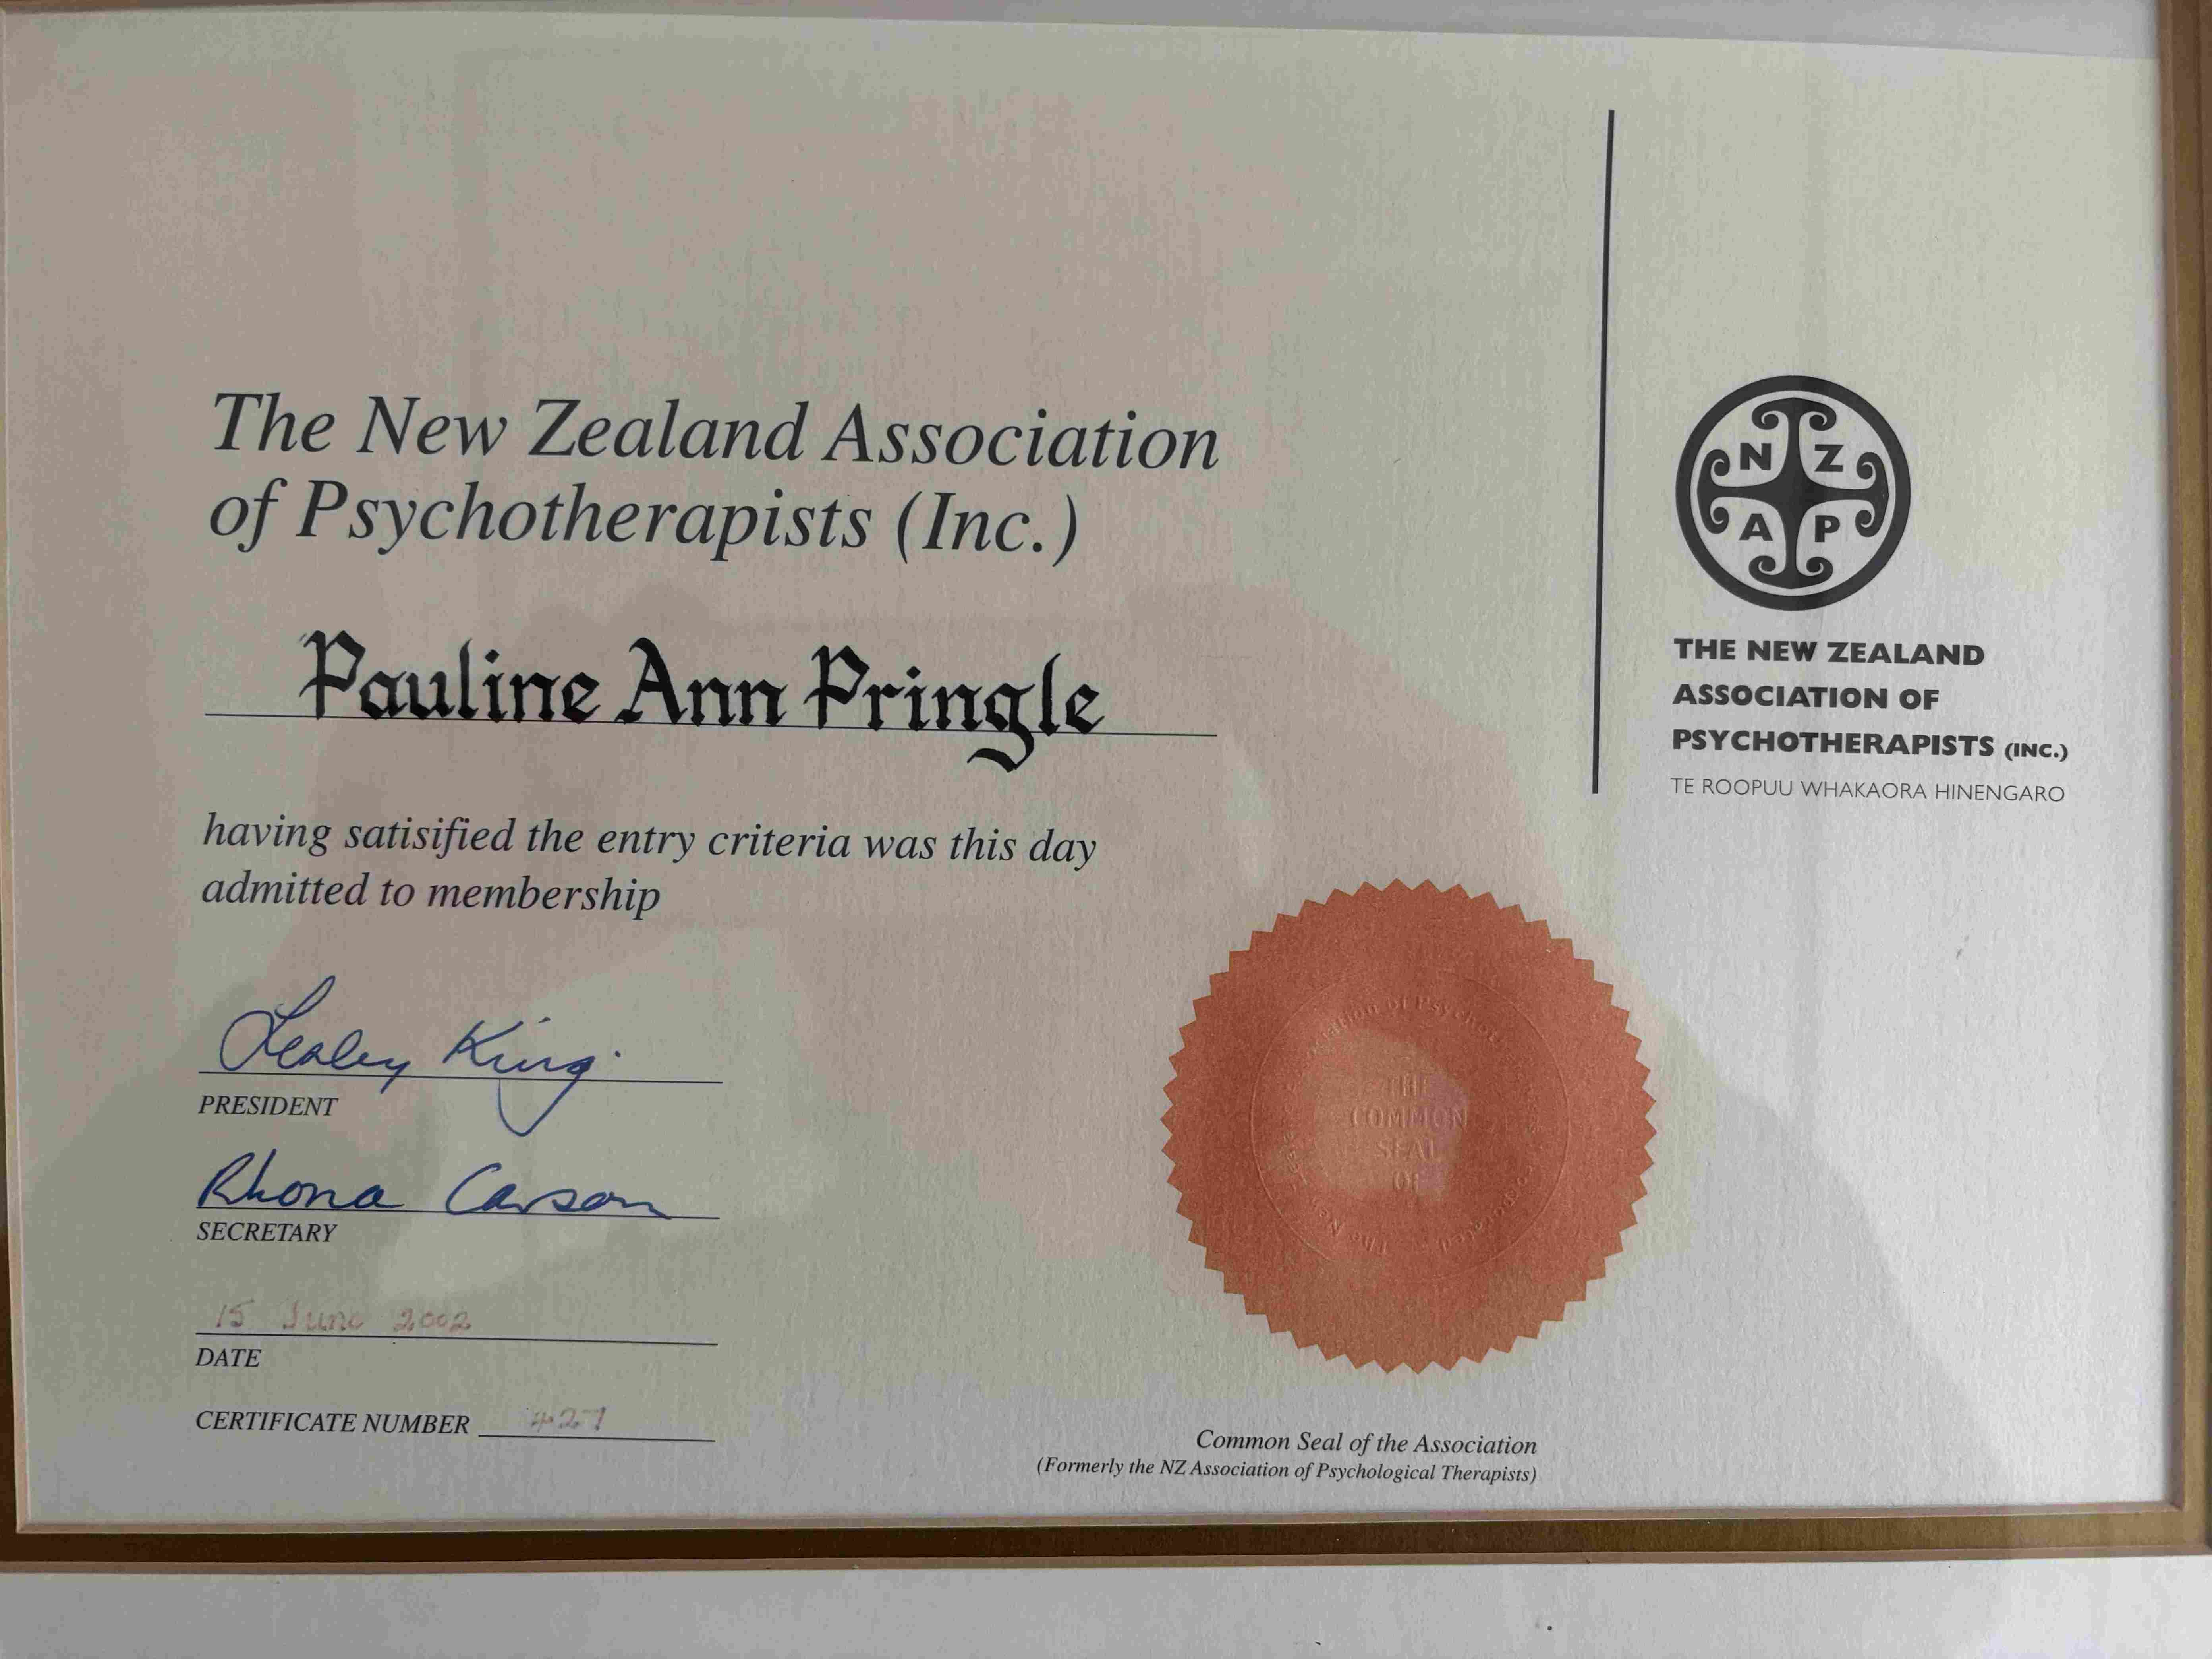 The New Zealand Association
of Psychotherapists (Inc.)
Pauline Ann Pringle
having satisified the entry criteria was this day
admitted to membership
Lesley King
PRESIDENT
Rhona Carson
SECRETARY
15 June 2002
DATE
CERTIFICATE NUMBER 427
N Z
A P
THE NEW ZEALAND
ASSOCIATION OF
PSYCHOTHERAPISTS (INC.)
TE ROOPUU WHAKAORA HINENGARO
THE
COMMON
SEAL
OF
Common Seal of the Association
(Formerly the NZ Association of Psychological Therapists)